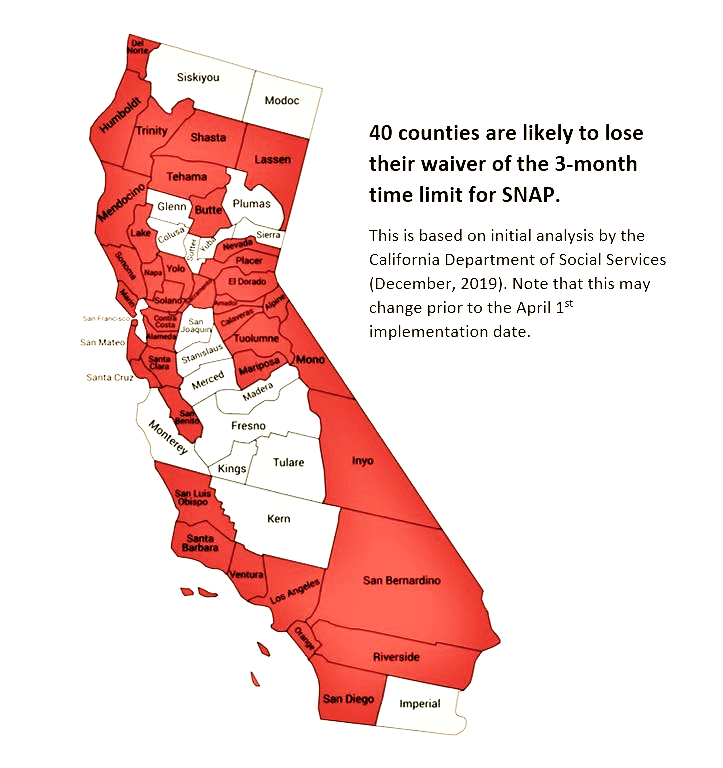 Del
Norte
Siskiyou
Modoc
Humboldt
Trinity
Shasta
Lassen
Tehama
Mendocino
Glenn
Butte
Plumas
Lake
Colusa
Sutter
Yuba
Sierra
Nevada
Placer
Sonoma
Napa
Yolo
El Dorado
Sacramento
Amador
Alpine
Marin
Solano
Calaveras
San Francisco
Contra
Costa
San
Joaquin
Tuolumne
Alameda
San Mateo
Stanislaus
Mono
Santa
Clara
Mariposa
Merced
Santa Cruz
Madera
San
Benito
Monterey
Fresno
Kings
Tulare
Inyo
San Luis
Obispo
Kern
Santa
Barbara
Ventura
Los Angeles
San Bernardino
Orange
Riverside
San Diego
Imperial
40 counties are likely to lose
their waiver of the 3-month
time limit for SNAP.
This is based on initial analysis by the
California Department of Social Services
(December, 2019). Note that this may
change prior to the April 1st
implementation date.